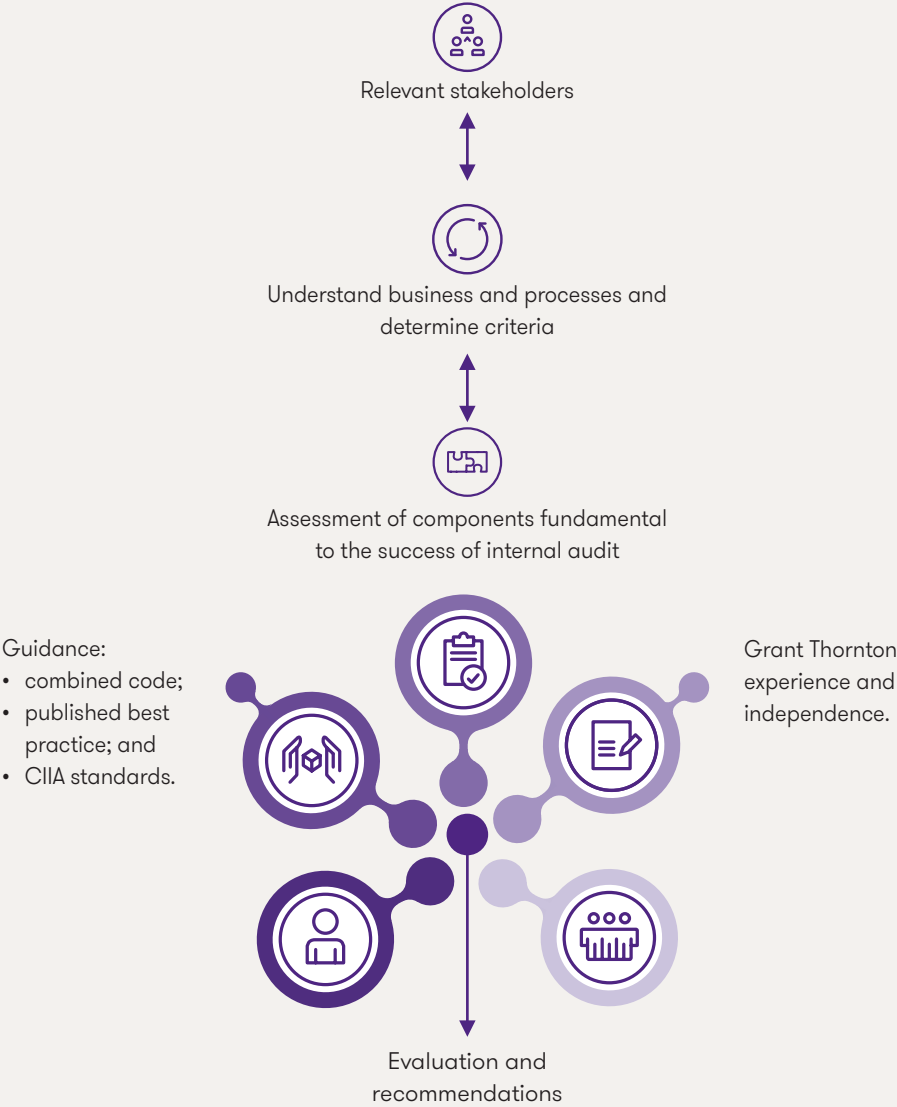 Relevant stakeholders
Understand business and processes and
determine criteria
Assessment of components fundamental
to the success of internal audit
Guidance:
• combined code;
• published best
practice; and
• CIIA standards.
Grant Thornton
experience and
independence.
Evaluation and
recommendations